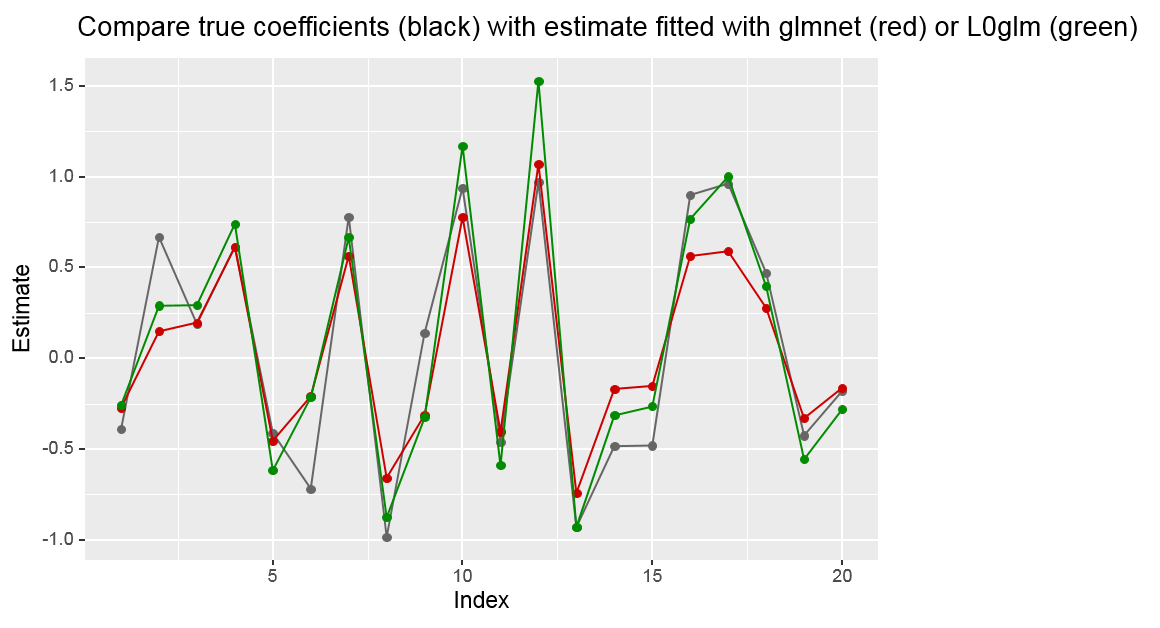 Compare true coefficients (black) with estimate fitted with glmnet (red) or L0glm (green)
1.5
1.0
0.5
0.0
-0.5
-1.0
Estimate
5 10 15 20
Index